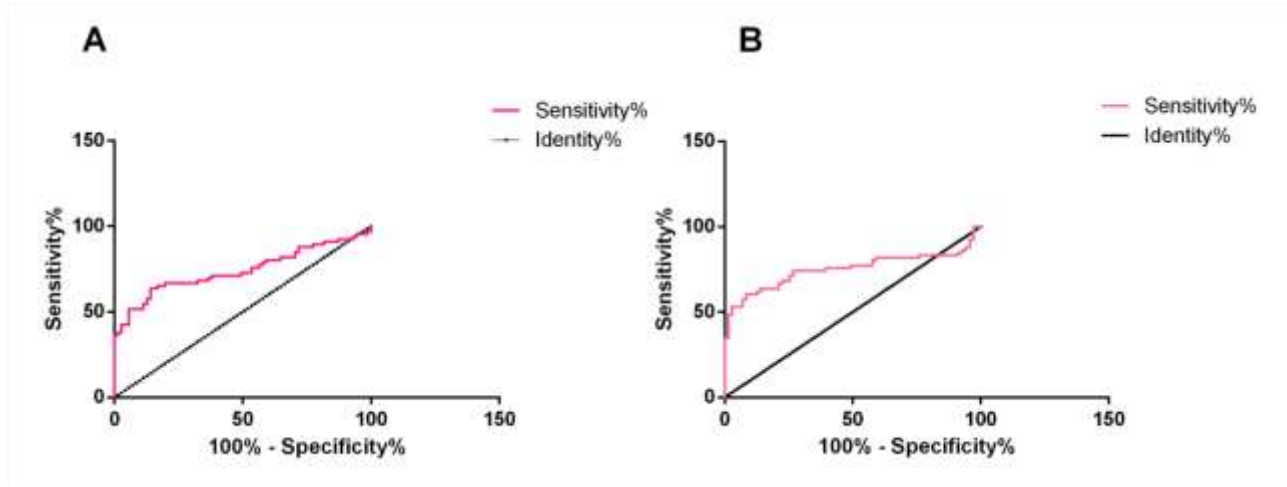 A
Sensitivity%
Identity%
150
100
50
0
Sensitivity%
0 50 100 150
100% - Specificity%
B
Sensitivity%
Identity%
150
100
50
0
Sensitivity%
0 50 100 150
100% - Specificity%